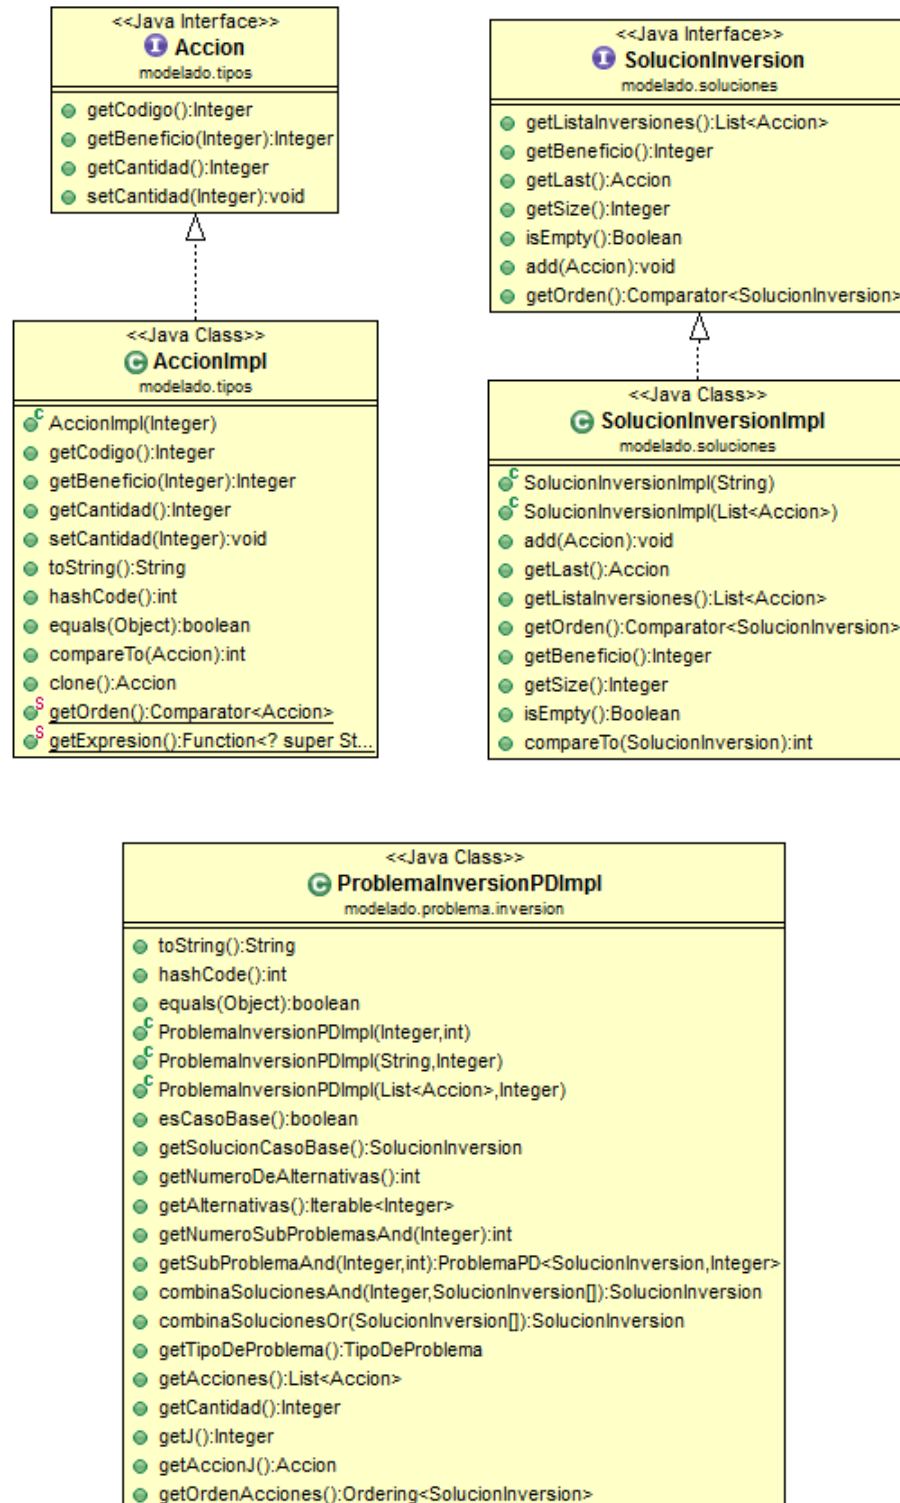 <<Java Interface>>
I Accion
modelado.tipos
getCodigo():Integer
getBeneficio(Integer):Integer
getCantidad():Integer
setCantidad(Integer):void
<<Java Interface>>
I SolucionInversion
modelado.soluciones
getListaInversiones():List<Accion>
getBeneficio():Integer
getLast():Accion
getSize():Integer
isEmpty():Boolean
add(Accion):void
getOrden():Comparator<SolucionInversion>
<<Java Class>>
C AccionImpl
modelado.tipos
C AccionImpl(Integer)
getCodigo():Integer
getBeneficio(Integer):Integer
getCantidad():Integer
setCantidad(Integer):void
toString():String
hashCode():int
equals(Object):boolean
compareTo(Accion):int
clone():Accion
S getOrden():Comparator<Accion>
S getExpresion():Function<? super St...
<<Java Class>>
C SolucionInversionImpl
modelado.soluciones
C SolucionInversionImpl(String)
C SolucionInversionImpl(List<Accion>)
add(Accion):void
getLast():Accion
getListaInversiones():List<Accion>
getOrden():Comparator<SolucionInversion>
getBeneficio():Integer
getSize():Integer
isEmpty():Boolean
compareTo(SolucionInversion):int
<<Java Class>>
C ProblemaInversionPDImpl
modelado.problema.inversion
toString():String
hashCode():int
equals(Object):boolean
C ProblemaInversionPDImpl(Integer,int)
C ProblemaInversionPDImpl(String,Integer)
C ProblemaInversionPDImpl(List<Accion>,Integer)
esCasoBase():boolean
getSolucionCasoBase():SolucionInversion
getNumeroDeAlternativas():int
getAlternativas():Iterable<Integer>
getNumeroSubProblemasAnd(Integer):int
getSubProblemaAnd(Integer,int):ProblemaPD<SolucionInversion,Integer>
combinaSolucionesAnd(Integer,SolucionInversion[]):SolucionInversion
combinaSolucionesOr(SolucionInversion[]):SolucionInversion
getTipoDeProblema():TipoDeProblema
getAcciones():List<Accion>
getCantidad():Integer
getJ():Integer
getAccionJ():Accion
getOrdenAcciones():Ordering<SolucionInversion>